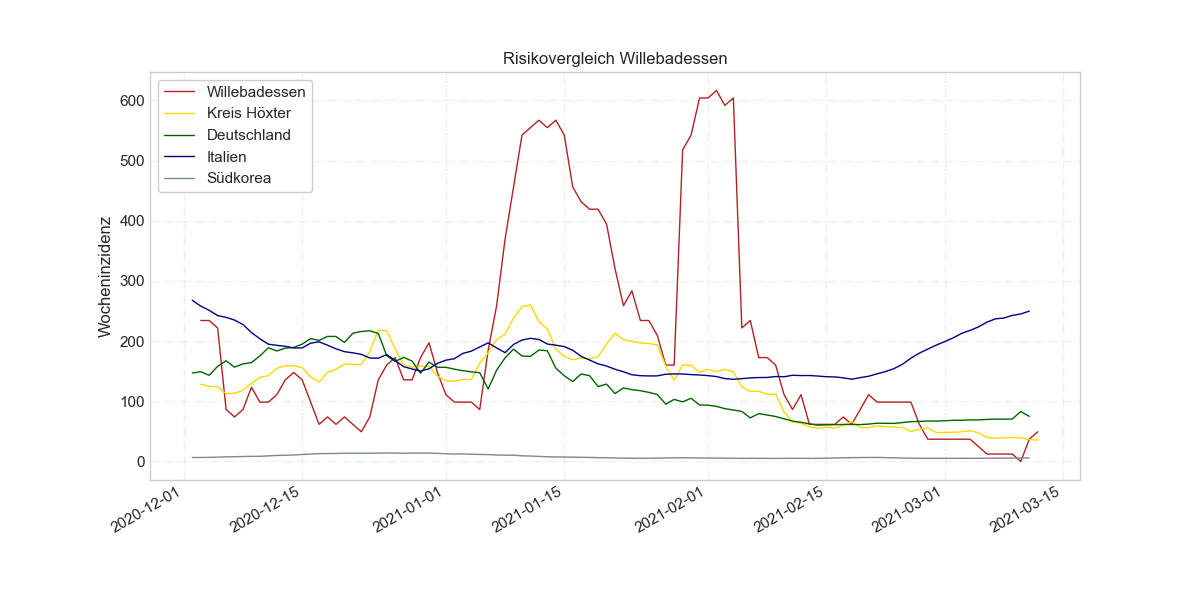 Risikovergleich Willebadessen
Willebadessen
Kreis Höxter
Deutschland
Italien
Südkorea
Wocheninzidenz
600
500
400
300
200
100
0
2020-12-01
2020-12-15
2021-01-01
2021-01-15
2021-02-01
2021-02-15
2021-03-01
2021-03-15